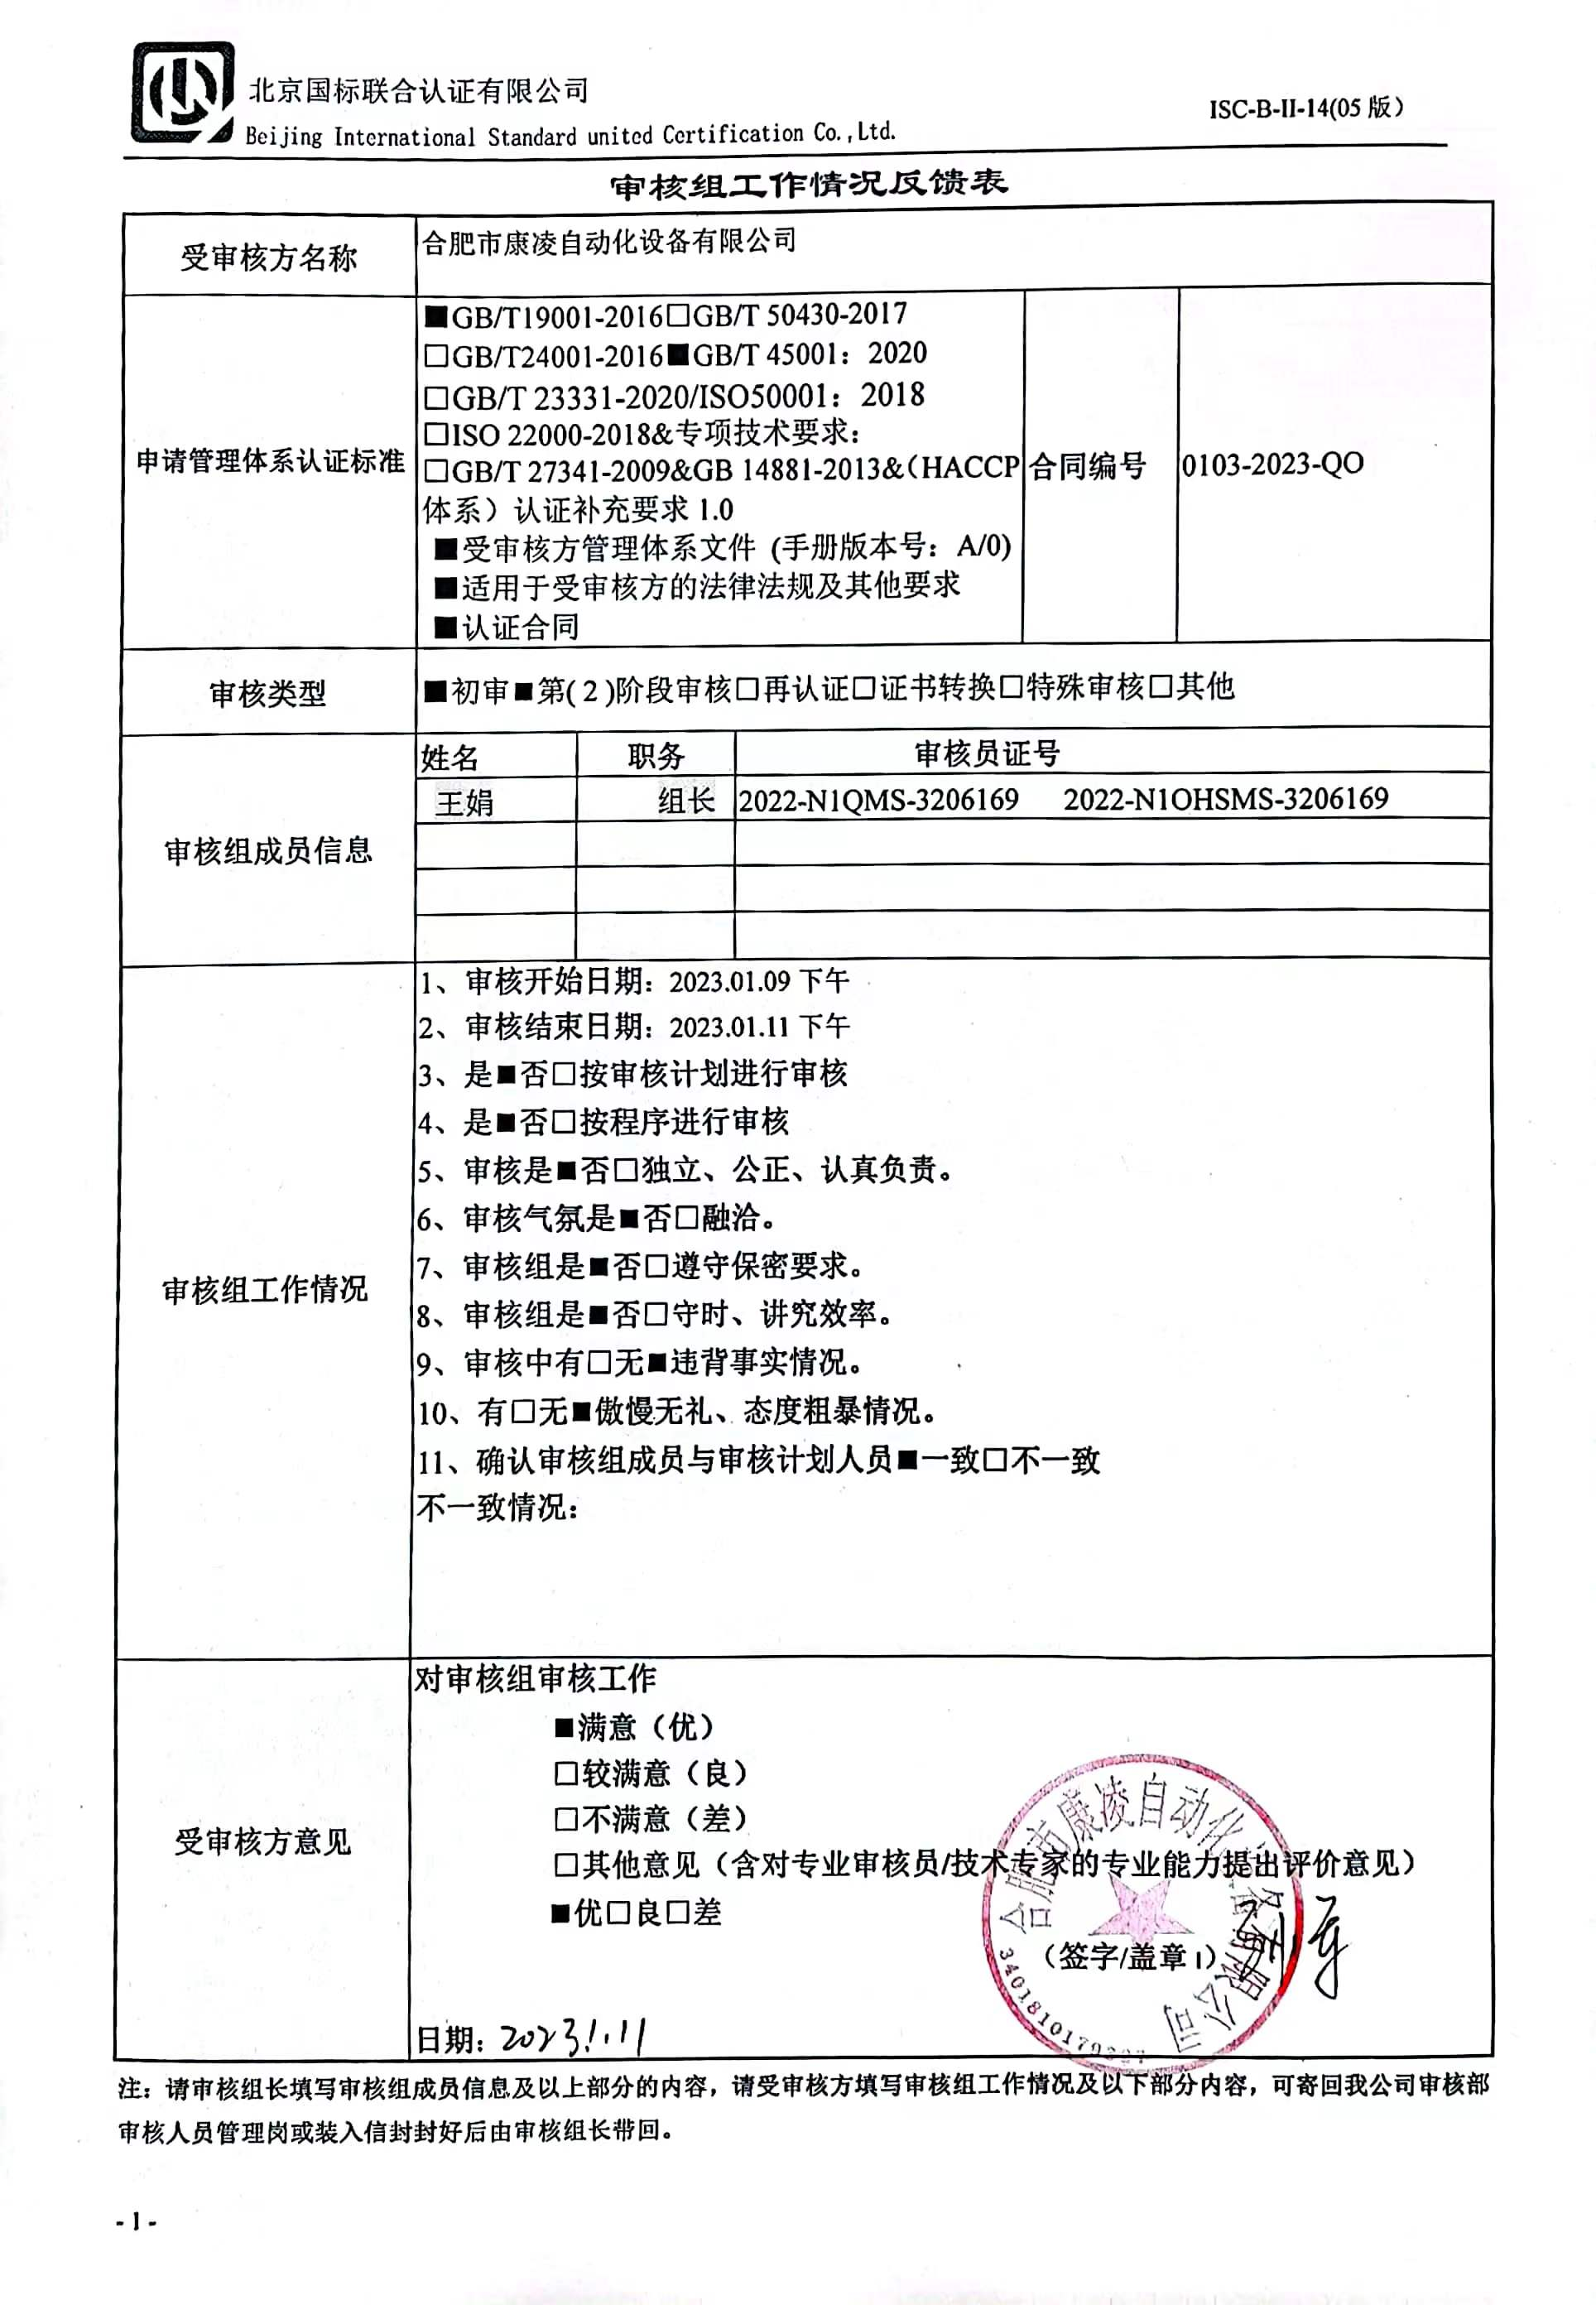 北京国标联合认证有限公司
Beijing International Standard united Certification Co.,Ltd.
ISC-B-II-14(05 版)
审核组工作情况反馈表
受审核方名称
合肥市康凌自动化设备有限公司
申请管理体系认证标准
■GB/T19001-2016□GB/T 50430-2017
□GB/T24001-2016■GB/T 45001：2020
□GB/T 23331-2020/ISO50001：2018
□ISO 22000-2018&专项技术要求：
□GB/T 27341-2009&GB 14881-2013&（HACCP
体系）认证补充要求 1.0
■受审核方管理体系文件 (手册版本号：A/0)
■适用于受审核方的法律法规及其他要求
■认证合同
合同编号
0103-2023-QO
审核类型
■初审■第( 2 )阶段审核□再认证□证书转换□特殊审核□其他
审核组成员信息
姓名 职务 审核员证号
王娟 组长 2022-N1QMS-3206169 2022-N1OHSMS-3206169
审核组工作情况
1、审核开始日期：2023.01.09 下午
2、审核结束日期：2023.01.11 下午
3、是■否□按审核计划进行审核
4、是■否□按程序进行审核
5、审核是■否□独立、公正、认真负责。
6、审核气氛是■否□融洽。
7、审核组是■否□遵守保密要求。
8、审核组是■否□守时、讲究效率。
9、审核中有□无■违背事实情况。
10、有□无■傲慢无礼、态度粗暴情况。
11、确认审核组成员与审核计划人员■一致□不一致
不一致情况：
受审核方意见
对审核组审核工作
■满意（优）
□较满意（良）
□不满意（差）
□其他意见（含对专业审核员/技术专家的专业能力提出评价意见）
■优□良□差
（签字/盖章）
合肥市康凌自动化设备有限公司
日期：2023.1.11
注：请审核组长填写审核组成员信息及以上部分的内容，请受审核方填写审核组工作情况及以下部分内容，可寄回我公司审核部
审核人员管理岗或装入信封封好后由审核组长带回。
- 1 -